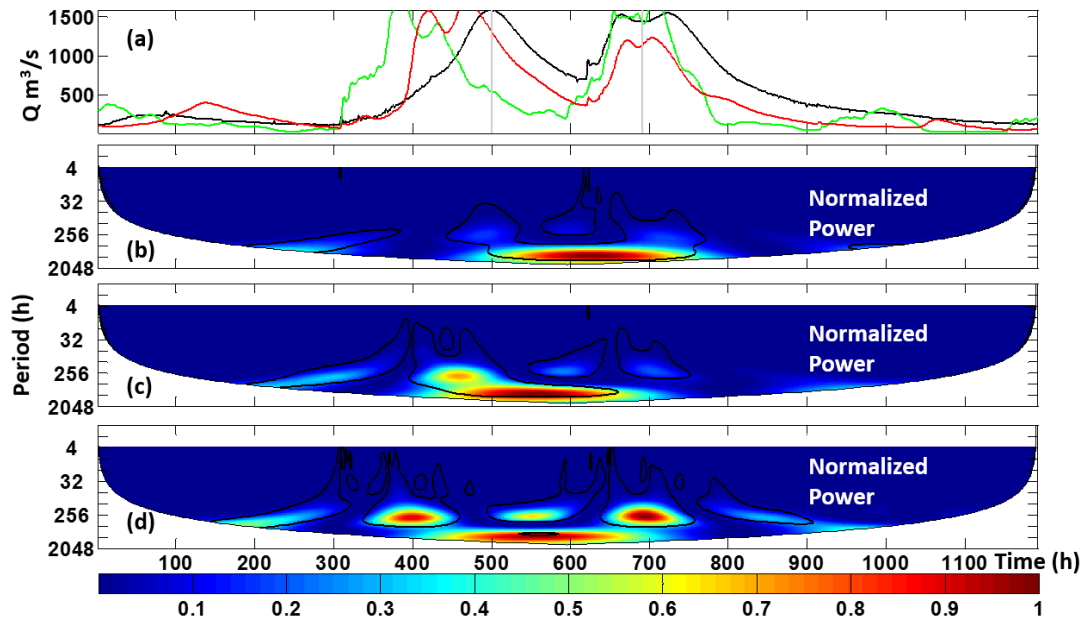 1500
(a)
1000
Q m³/s
500
4
32
Normalized
Power
256
(b)
2048
Period (h)
4
32
Normalized
Power
256
(c)
2048
4
32
Normalized
Power
256
(d)
2048
100 200 300 400 500 600 700 800 900 1000 1100 Time (h)
0.1 0.2 0.3 0.4 0.5 0.6 0.7 0.8 0.9 1